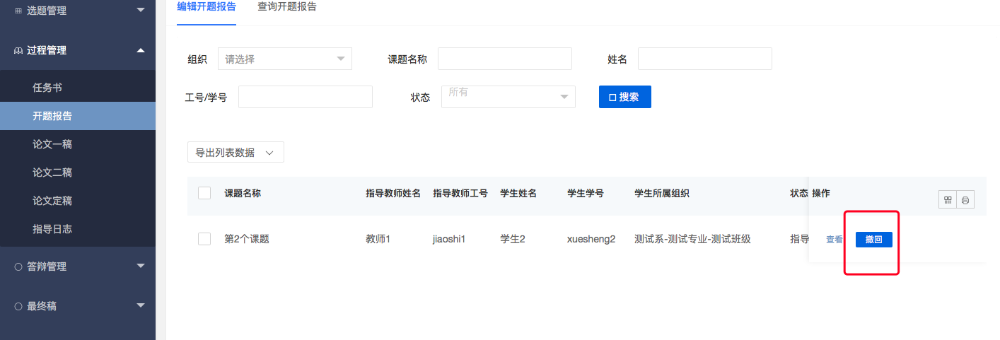 选题管理
过程管理
任务书
开题报告
论文一稿
论文二稿
论文定稿
指导日志
答辩管理
最终稿
编辑开题报告 查询开题报告
组织 请选择 课题名称 姓名
工号/学号 状态 所有 搜索
导出列表数据
课题名称 指导教师姓名 指导教师工号 学生姓名 学生学号 学生所属组织 状态 操作
第2个课题 教师1 jiaoshi1 学生2 xuesheng2 测试系-测试专业-测试班级 指导 查看 撤回